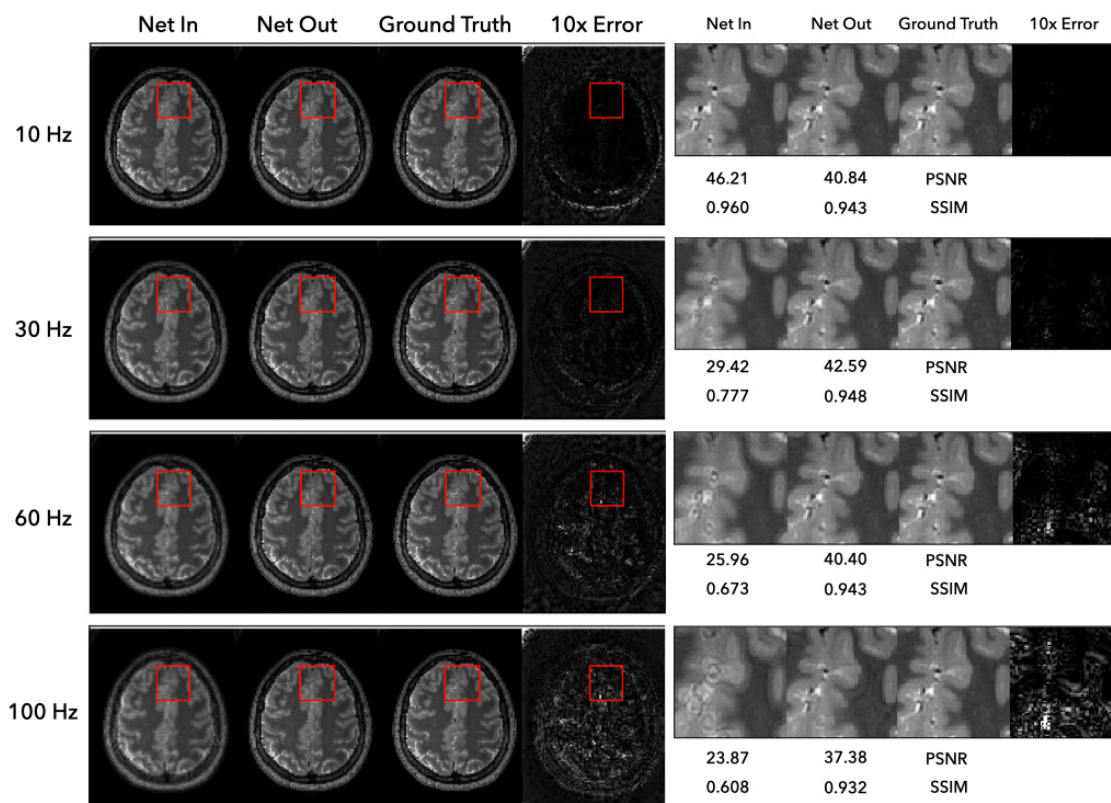 Net In Net Out Ground Truth 10x Error Net In Net Out Ground Truth 10x Error
10 Hz
46.21 40.84 PSNR
0.960 0.943 SSIM
30 Hz
29.42 42.59 PSNR
0.777 0.948 SSIM
60 Hz
25.96 40.40 PSNR
0.673 0.943 SSIM
100 Hz
23.87 37.38 PSNR
0.608 0.932 SSIM